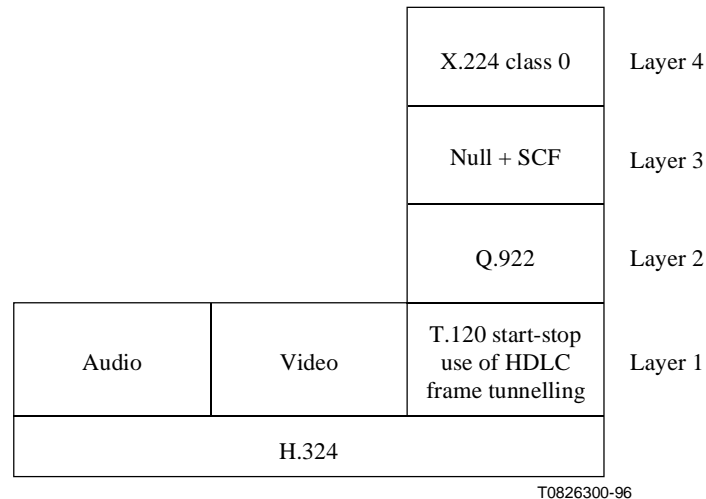 X.224 class 0 Layer 4
Null + SCF Layer 3
Q.922 Layer 2
Audio Video T.120 start-stop
use of HDLC
frame tunnelling Layer 1
H.324
T0826300-96